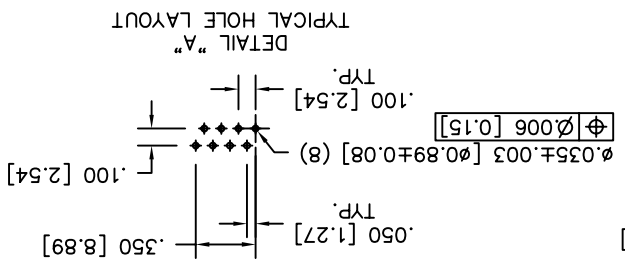 ]
.050 [1.27]
TYP.
.350 [8.89]
⌀.035±.003 [⌀0.89±0.08] (8)
⌖ ⌀.006 [0.15]
.100 [2.54]
.100 [2.54]
TYP.
DETAIL "A"
TYPICAL HOLE LAYOUT